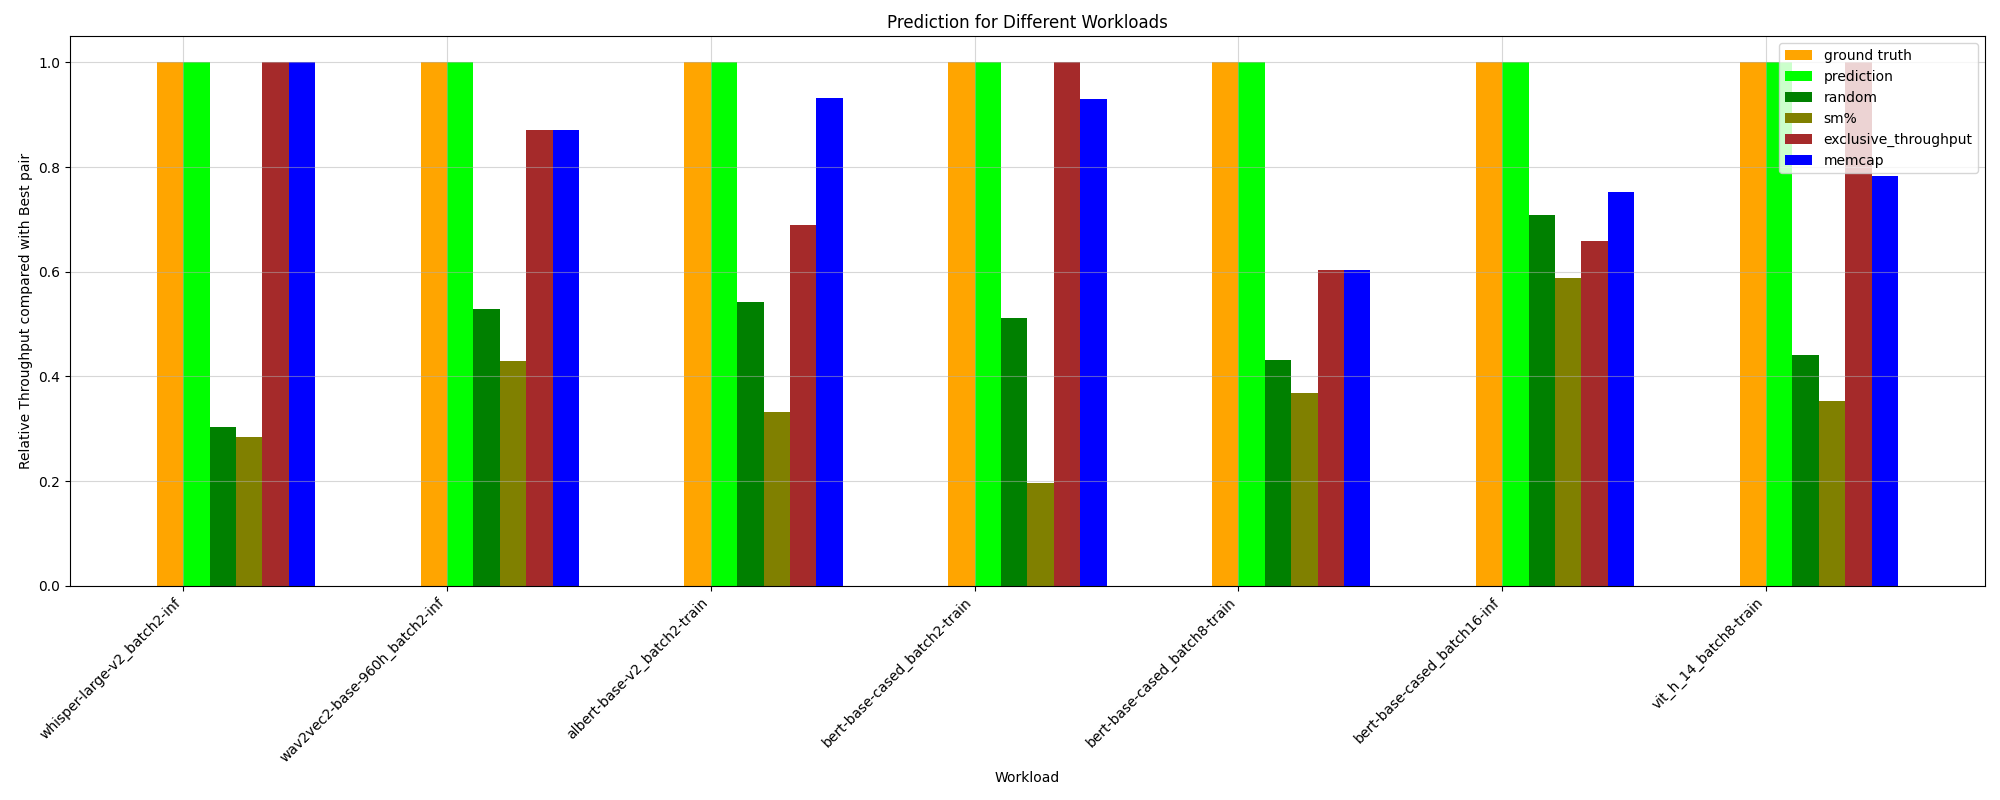 Prediction for Different Workloads
Relative Throughput compared with Best pair
1.0
0.8
0.6
0.4
0.2
0.0
ground truth
prediction
random
sm%
exclusive_throughput
memcap
whisper-large-v2_batch2-inf
wav2vec2-base-960h_batch2-inf
albert-base-v2_batch2-train
bert-base-cased_batch2-train
bert-base-cased_batch8-train
bert-base-cased_batch16-inf
vit_h_14_batch8-train
Workload